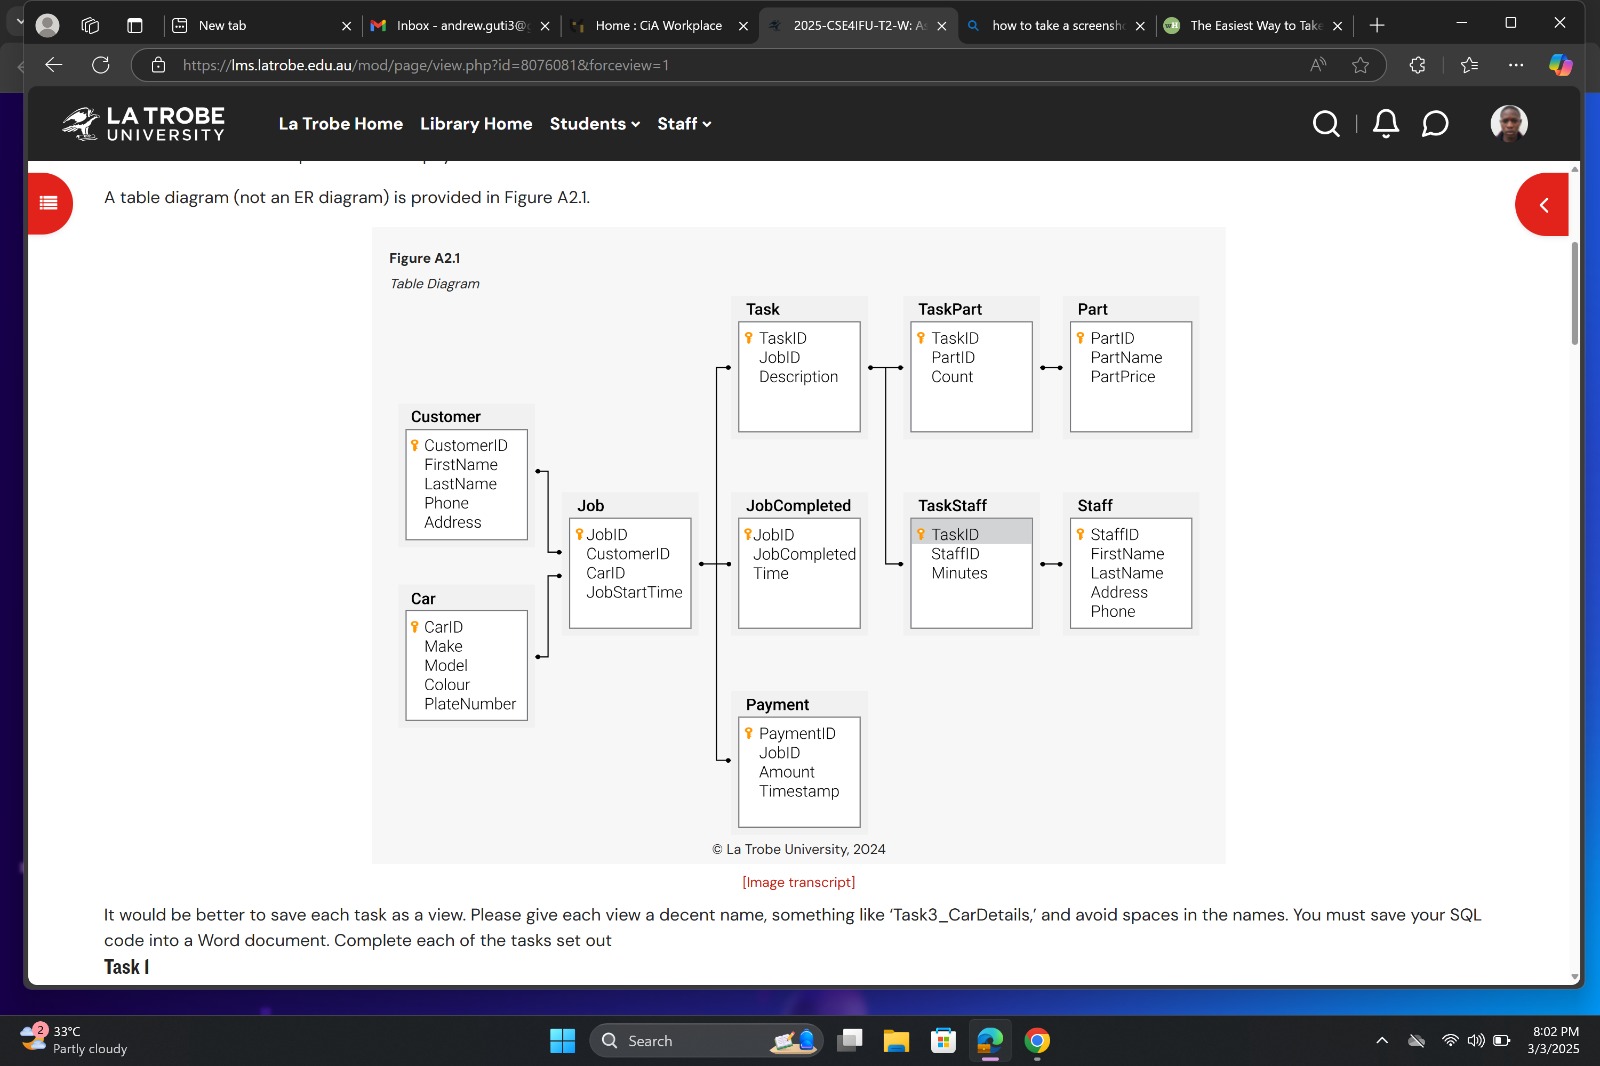 New tab
Inbox - andrew.guti3@
Home : CiA Workplace
2025-CSE4IFU-T2-W: As
how to take a screensh
The Easiest Way to Take
https://lms.latrobe.edu.au/mod/page/view.php?id=8076081&forceview=1
LA TROBE
UNIVERSITY
La Trobe Home
Library Home
Students
Staff
A table diagram (not an ER diagram) is provided in Figure A2.1.
Figure A2.1
Table Diagram
Customer
CustomerID
FirstName
LastName
Phone
Address
Car
CarID
Make
Model
Colour
PlateNumber
Job
JobID
CustomerID
CarID
JobStartTime
Task
TaskID
JobID
Description
JobCompleted
JobID
JobCompleted
Time
Payment
PaymentID
JobID
Amount
Timestamp
TaskPart
TaskID
PartID
Count
TaskStaff
TaskID
StaffID
Minutes
Part
PartID
PartName
PartPrice
Staff
StaffID
FirstName
LastName
Address
Phone
© La Trobe University, 2024
[Image transcript]
It would be better to save each task as a view. Please give each view a decent name, something like ‘Task3_CarDetails,’ and avoid spaces in the names. You must save your SQL
code into a Word document. Complete each of the tasks set out
Task 1
2
33°C
Partly cloudy
Search
8:02 PM
3/3/2025